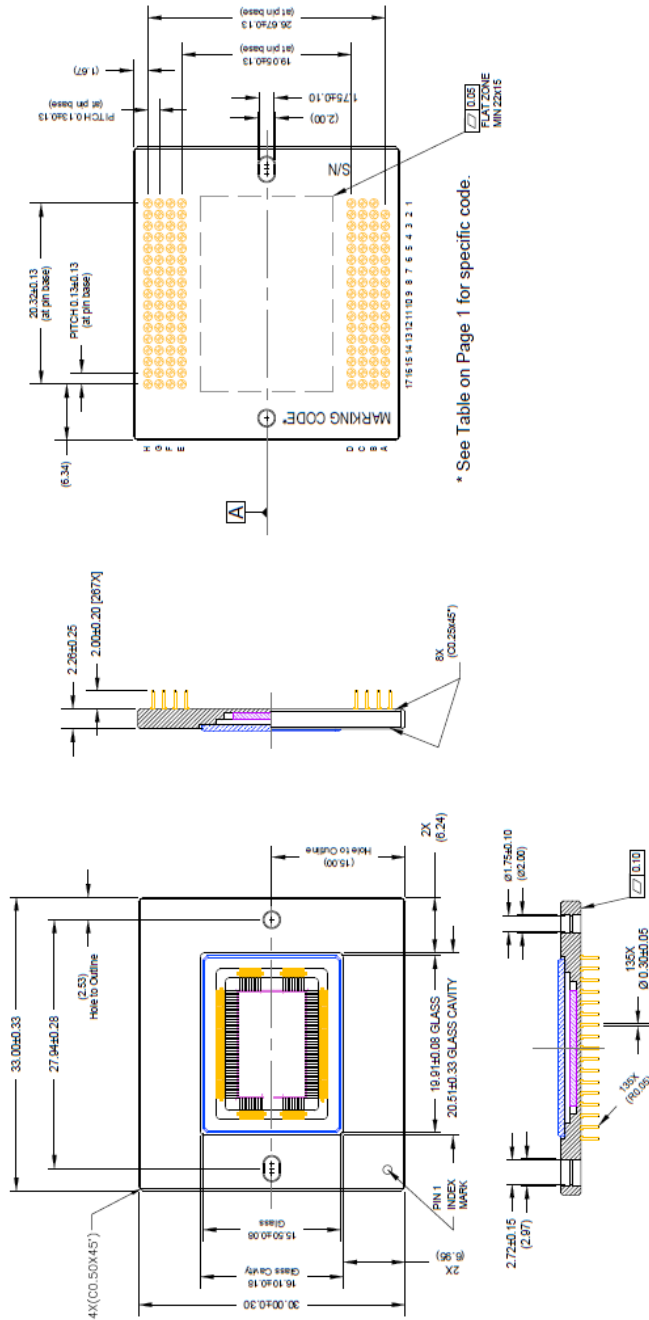 26.67±0.13
(at pin base)
19.05±0.13
(at pin base)
(1.67)
PITCH 0.13±0.13
(at pin base)
1.75±0.10
(2.00)
0.05
FLAT ZONE
MIN 22x15
20.32±0.13
(at pin base)
PITCH 0.13±0.13
(at pin base)
(6.34)
S/N
MARKING CODE*
H
G
F
E
D
C
B
A
17 16 15 14 13 12 11 10 9 8 7 6 5 4 3 2 1
A
* See Table on Page 1 for specific code.
2.26±0.25
2.00±0.20 [267X]
8X
(C0.25x45°)
33.00±0.33
(2.53)
Hole to Outline
27.94±0.28
4X(C0.50X45°)
(15.00)
Hole to Outline
2X
(6.24)
19.91±0.08 GLASS
20.51±0.33 GLASS CAVITY
PIN 1
INDEX
MARK
15.50±0.08
Glass
16.10±0.18
Glass Cavity
30.00±0.30
2X
(6.95)
Ø1.75±0.10
(Ø2.00)
0.10
135X
Ø 0.30±0.05
135X
(R0.05)
2.72±0.15
(2.97)